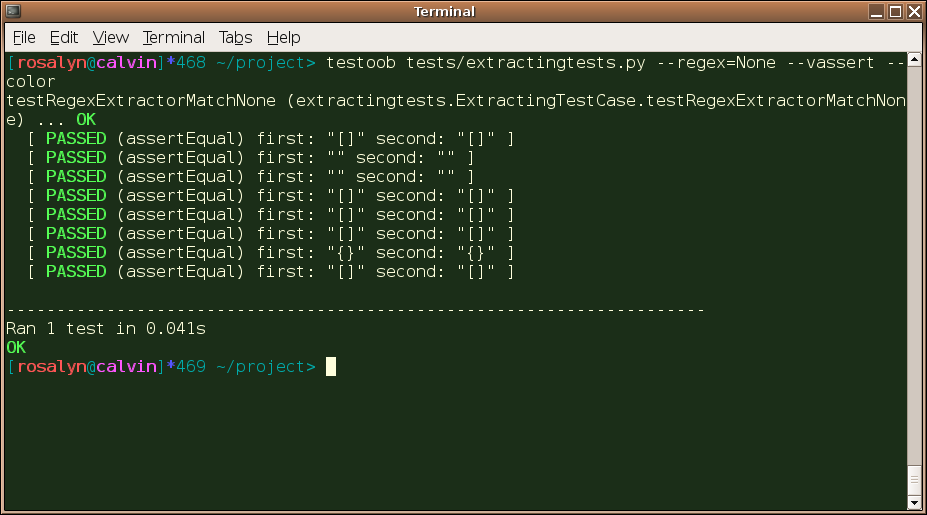 Terminal
File Edit View Terminal Tabs Help
[rosalyn@calvin]*468 ~/project> testoob tests/extractingtests.py --regex=None --vassert --
color
testRegexExtractorMatchNone (extractingtests.ExtractingTestCase.testRegexExtractorMatchNon
e) ... OK
  [ PASSED (assertEqual) first: "[]" second: "[]" ]
  [ PASSED (assertEqual) first: "" second: "" ]
  [ PASSED (assertEqual) first: "" second: "" ]
  [ PASSED (assertEqual) first: "[]" second: "[]" ]
  [ PASSED (assertEqual) first: "[]" second: "[]" ]
  [ PASSED (assertEqual) first: "[]" second: "[]" ]
  [ PASSED (assertEqual) first: "{}" second: "{}" ]
  [ PASSED (assertEqual) first: "[]" second: "[]" ]
----------------------------------------------------------------------
Ran 1 test in 0.041s
OK
[rosalyn@calvin]*469 ~/project>